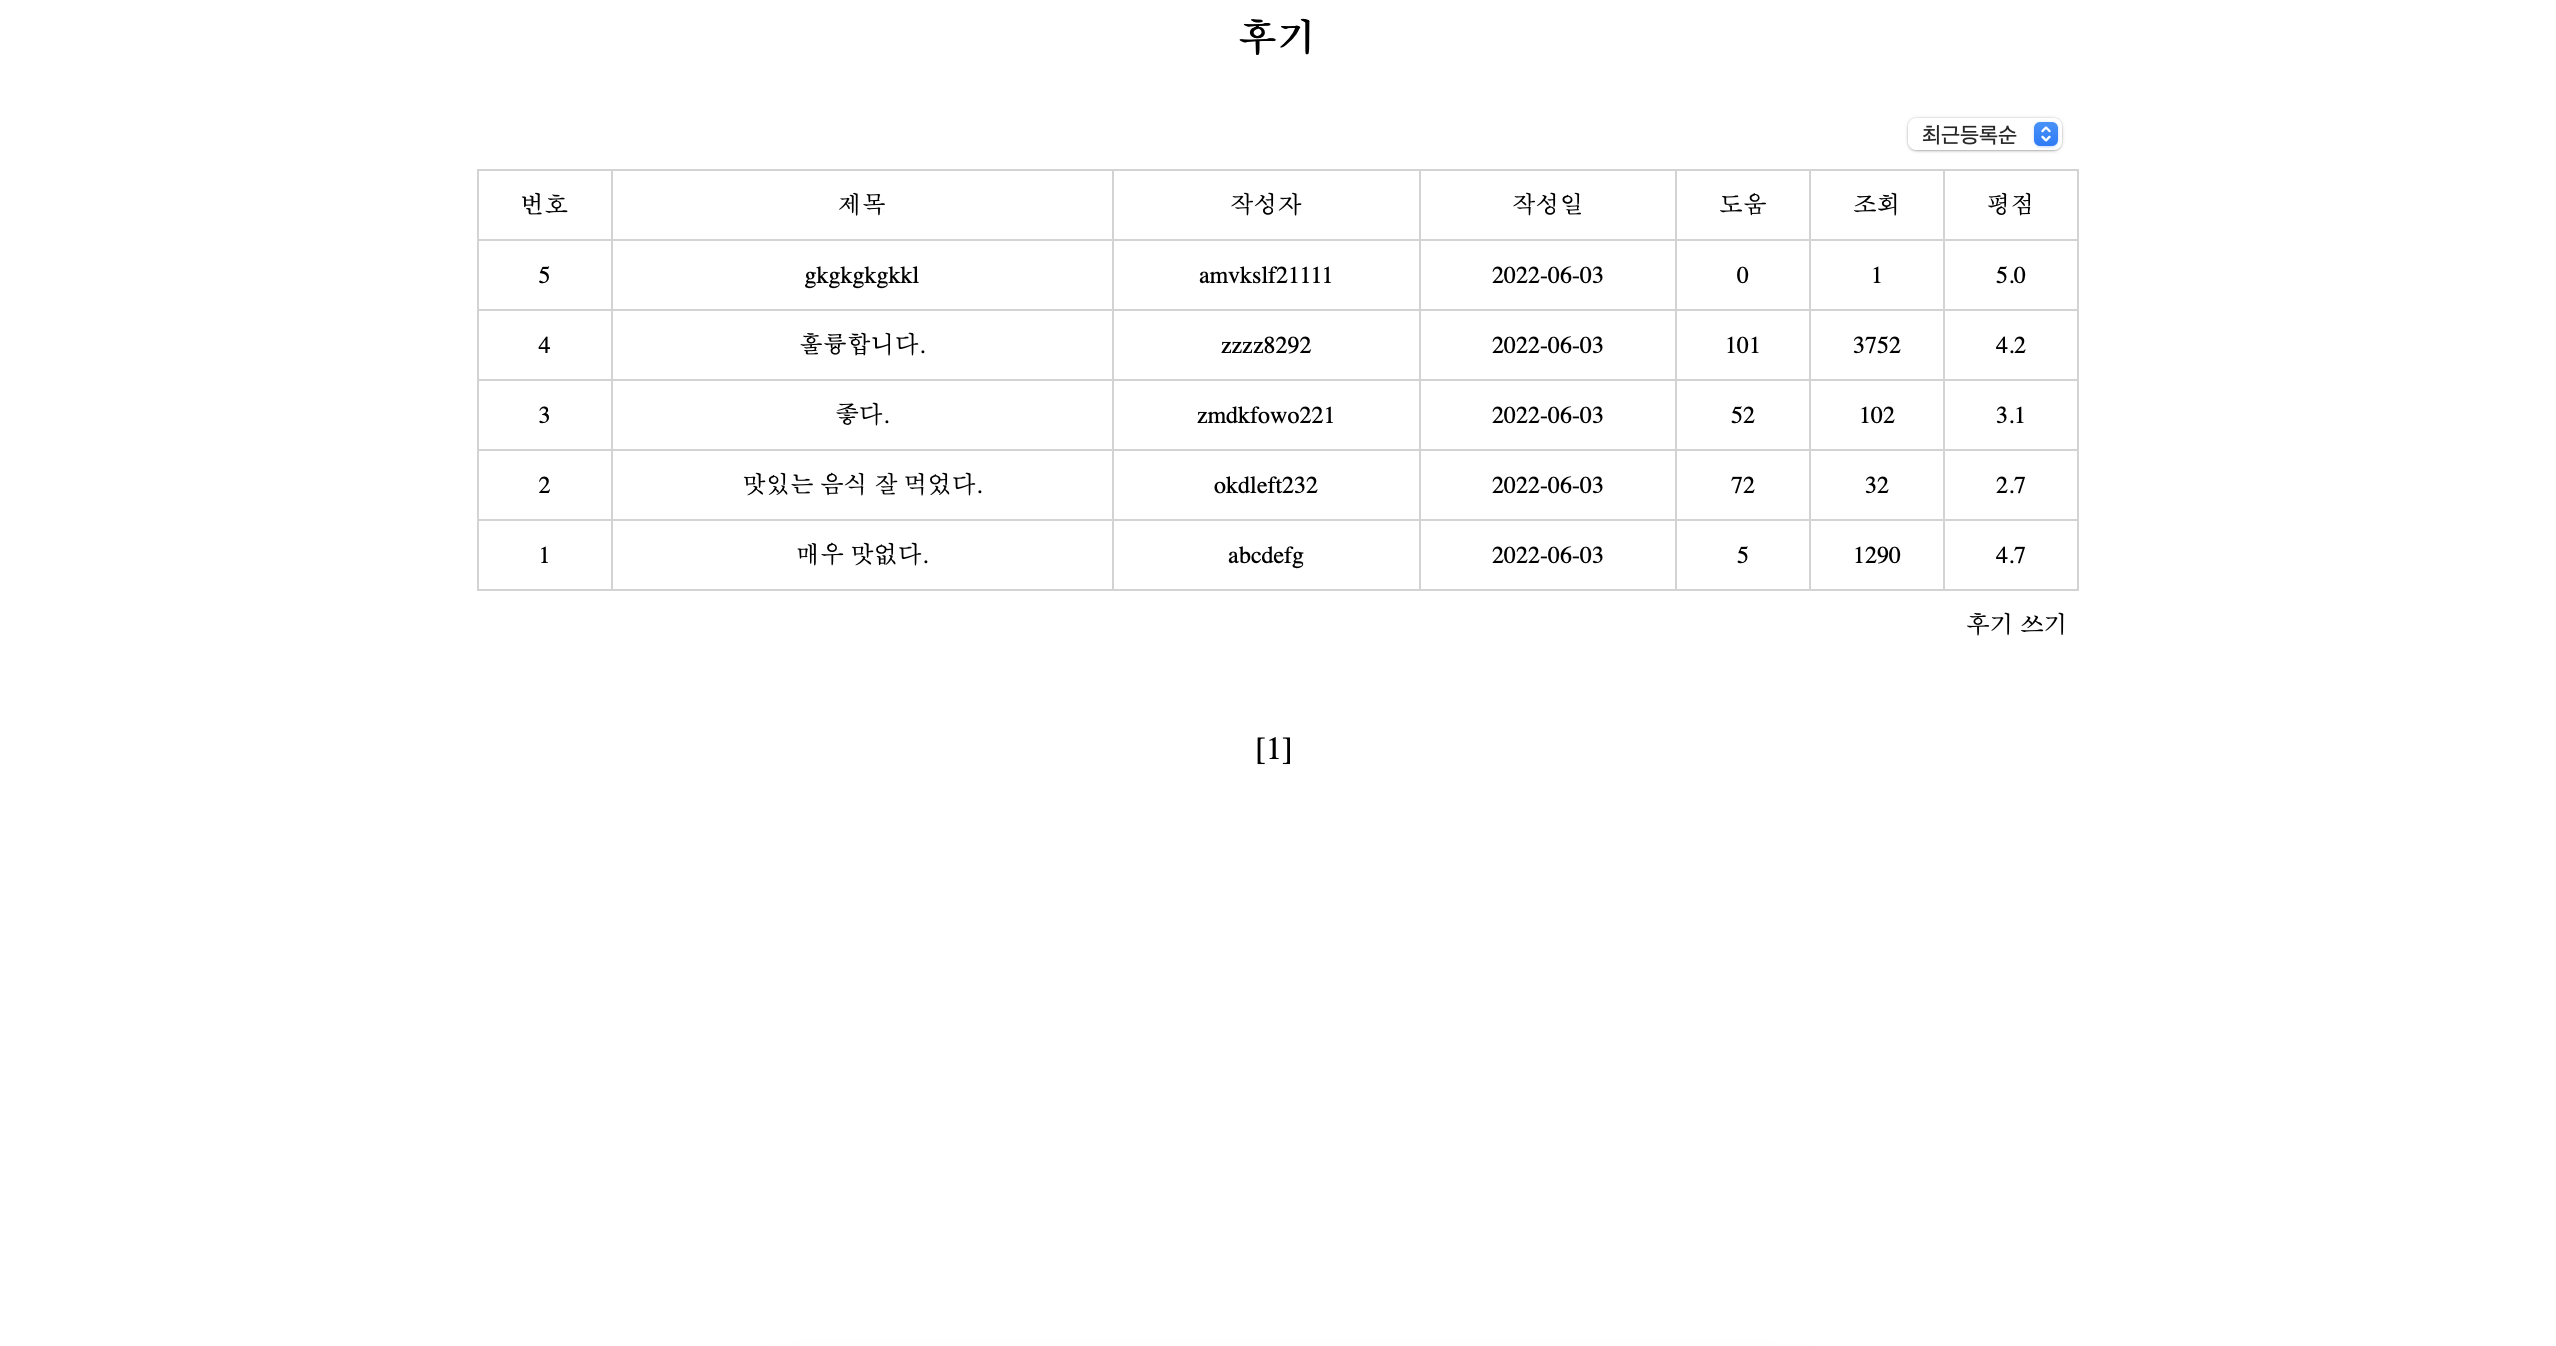 후기
최근등록순
번호 제목 작성자 작성일 도움 조회 평점
5 gkgkgkgkkl amvkslf21111 2022-06-03 0 1 5.0
4 훌륭합니다. zzzz8292 2022-06-03 101 3752 4.2
3 좋다. zmdkfowo221 2022-06-03 52 102 3.1
2 맛있는 음식 잘 먹었다. okdleft232 2022-06-03 72 32 2.7
1 매우 맛없다. abcdefg 2022-06-03 5 1290 4.7
후기 쓰기
[1]